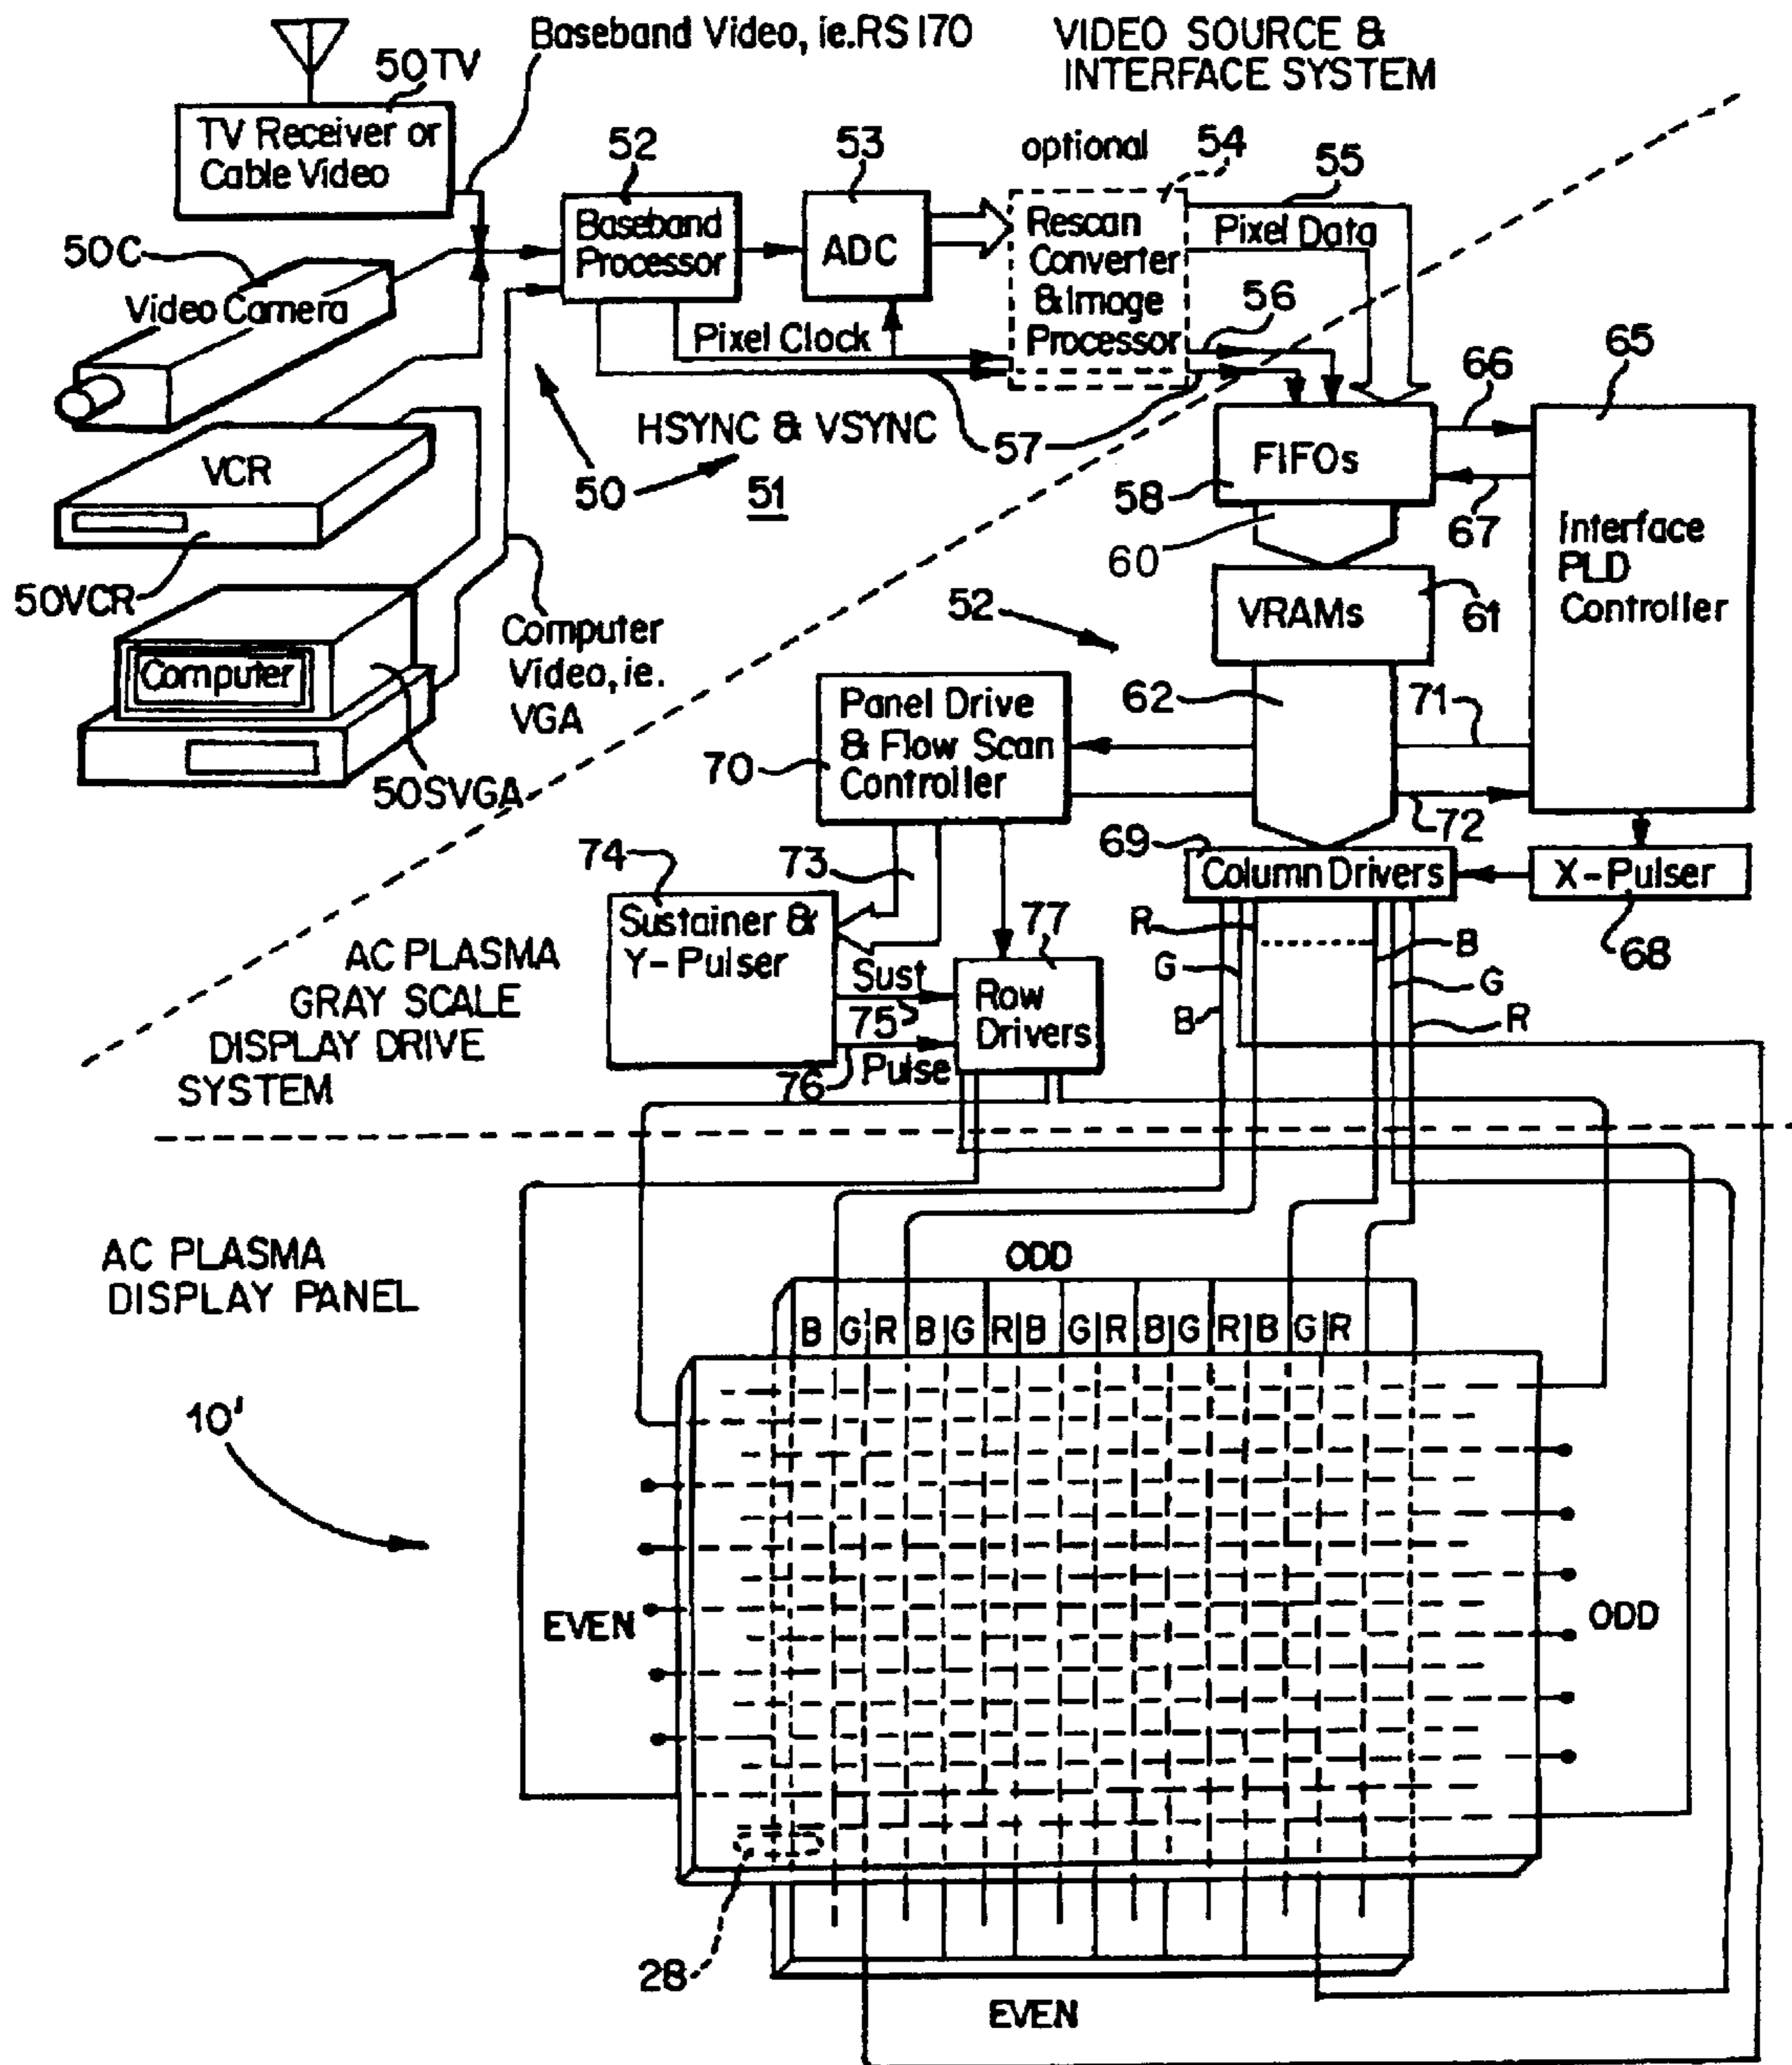 Baseband Video, ie.RS 170
VIDEO SOURCE &
INTERFACE SYSTEM
50TV
TV Receiver or
Cable Video
52
53
optional
54
55
50C
Video Camera
Baseband
Processor
ADC
Rescan
Converter
& Image
Processor
Pixel Data
56
Pixel Clock
65
66
HSYNC & VSYNC
57
50
51
VCR
FIFOs
58
67
60
Interface
PLD
Controller
50VCR
52
VRAMs
61
Computer
Computer
Video, ie.
VGA
50SVGA
62
71
Panel Drive
& Flow Scan
Controller
70
72
74
73
69
Column Drivers
X-Pulser
68
Sustainer &
Y-Pulser
77
R
B
G
G
B
R
AC PLASMA
GRAY SCALE
DISPLAY DRIVE
SYSTEM
Sust
75
Row
Drivers
76
Pulse
AC PLASMA
DISPLAY PANEL
ODD
B G R B G R B G R B G R B G R
10'
EVEN
ODD
28
EVEN